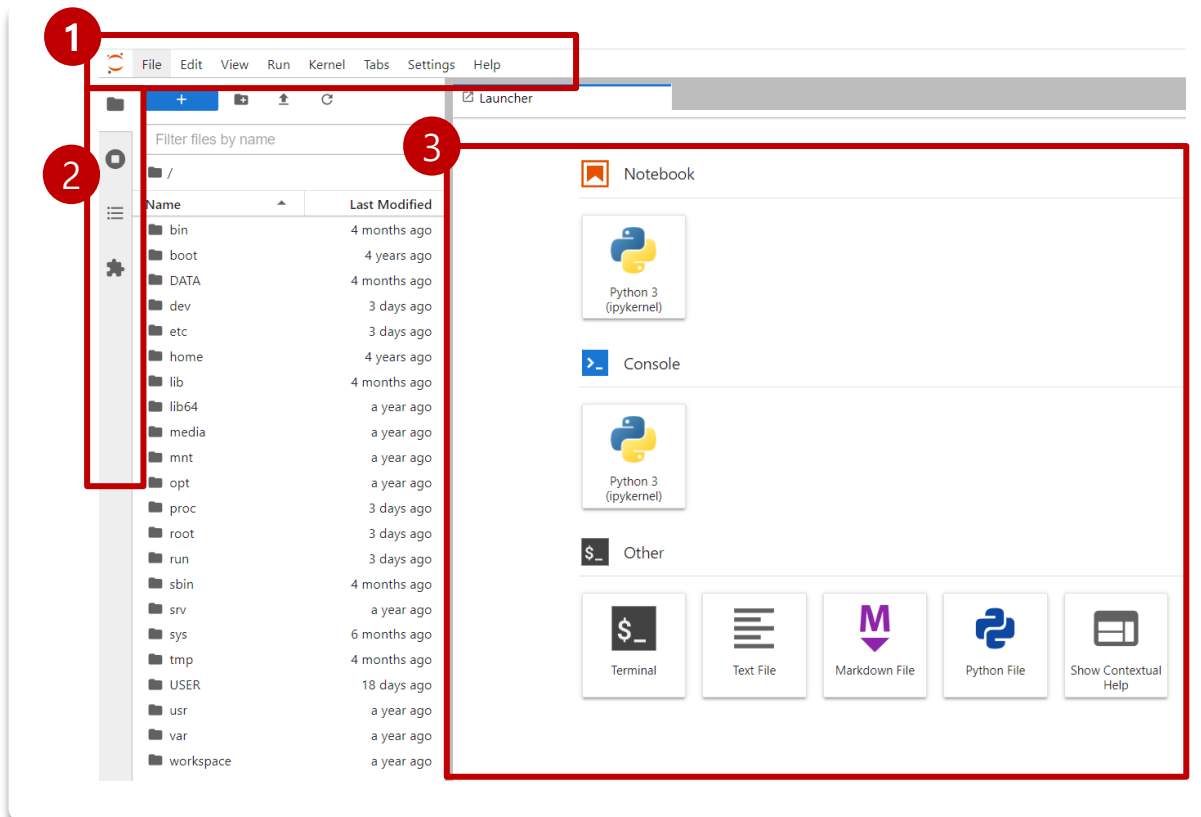 1
File Edit View Run Kernel Tabs Settings Help
+
Launcher
2
3
Filter files by name
/
Name Last Modified
bin 4 months ago
boot 4 years ago
DATA 4 months ago
dev 3 days ago
etc 3 days ago
home 4 years ago
lib 4 months ago
lib64 a year ago
media a year ago
mnt a year ago
opt a year ago
proc 3 days ago
root 3 days ago
run 3 days ago
sbin 4 months ago
srv a year ago
sys 6 months ago
tmp 4 months ago
USER 18 days ago
usr a year ago
var a year ago
workspace a year ago
Notebook
Python 3
(ipykernel)
>_ Console
Python 3
(ipykernel)
$_ Other
$_
Terminal
Text File
M
Markdown File
Python File
Show Contextual
Help